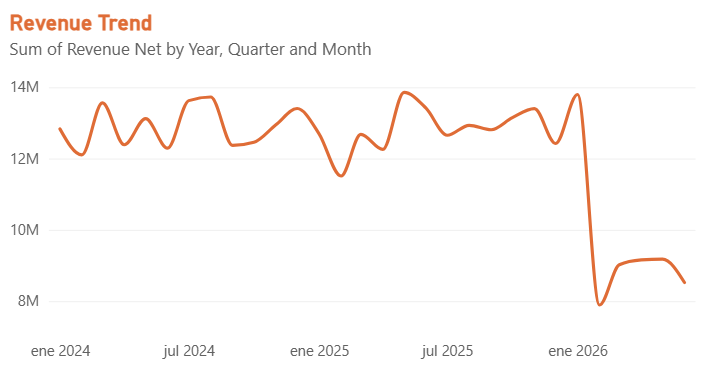 Revenue Trend
Sum of Revenue Net by Year, Quarter and Month
14M
12M
10M
8M
ene 2024 jul 2024 ene 2025 jul 2025 ene 2026